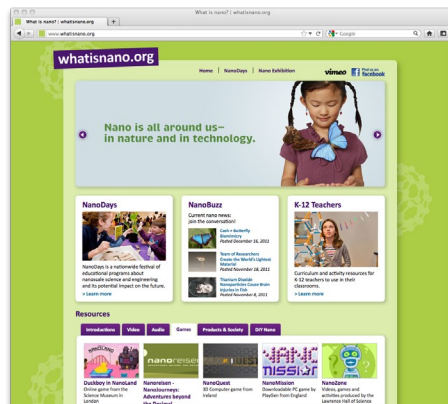 What is nano? | whatisnano.org
What is nano? | whatisnano.org
www.whatisnano.org
Google
whatisnano.org
Home | NanoDays | Nano Exhibition
vimeo
Find us on
facebook
Nano is all around us—
in nature and in technology.
NanoDays
NanoDays is a nationwide festival of
educational programs about
nanoscale science and engineering
and its potential impact on the future.
> Learn more
NanoBuzz
Current nano news:
join the conversation!
Cash + Butterfly
Biomimicry
Posted December 16, 2011
Team of Researchers
Create the World's Lightest
Material
Posted November 18, 2011
Titanium Dioxide
Nanoparticles Cause Brain
Injuries in Fish
Posted November 8, 2011
K-12 Teachers
Curriculum and activity resources for
K-12 teachers to use in their
classrooms.
> Learn more
Resources
Introductions
Video
Audio
Games
Products & Society
DIY Nano
NANOLAND
nanoreisen
QUEST
NANO
MISSION
Duckboy in NanoLand
Online game from the
Science Museum in
London
Nanoreisen -
NanoJourneys:
Adventures beyond
the Decimal
NanoQuest
3D Computer game from
Ireland
NanoMission
Downloadable PC game by
PlayGen from England
NanoZone
Videos, games and
activities produced by the
Lawrence Hall of Science